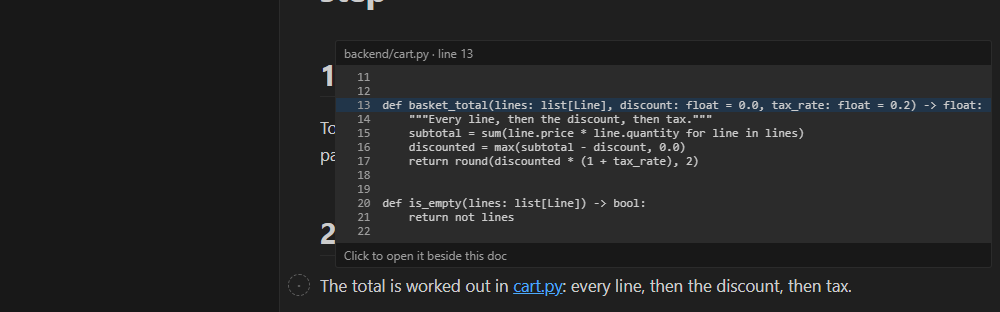 step
backend/cart.py · line 13
1
11
12
13 def basket_total(lines: list[Line], discount: float = 0.0, tax_rate: float = 0.2) -> float:
To
14     """Every line, then the discount, then tax."""
15     subtotal = sum(line.price * line.quantity for line in lines)
pa
16     discounted = max(subtotal - discount, 0.0)
17     return round(discounted * (1 + tax_rate), 2)
18
19
20 def is_empty(lines: list[Line]) -> bool:
21     return not lines
2
22
Click to open it beside this doc
The total is worked out in cart.py: every line, then the discount, then tax.